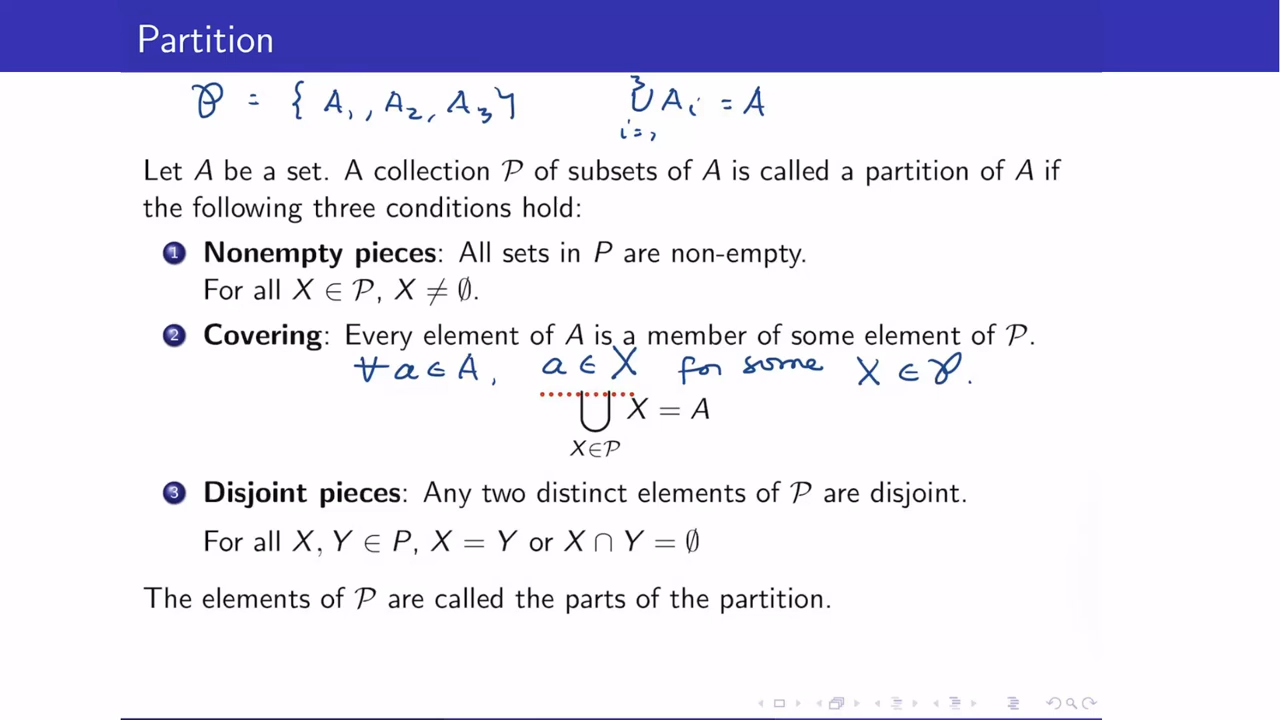 Partition
𝒫 = { A₁, A₂, A₃ }     ³⋃ᵢ₌₁ Aᵢ = A
Let A be a set. A collection 𝒫 of subsets of A is called a partition of A if
the following three conditions hold:
1 Nonempty pieces: All sets in P are non-empty.
For all X ∈ 𝒫, X ≠ ∅.
2 Covering: Every element of A is a member of some element of 𝒫.
∀ a ∈ A, a ∈ X for some X ∈ 𝒫.
⋃ X = A
X∈𝒫
3 Disjoint pieces: Any two distinct elements of 𝒫 are disjoint.
For all X, Y ∈ P, X = Y or X ∩ Y = ∅
The elements of 𝒫 are called the parts of the partition.